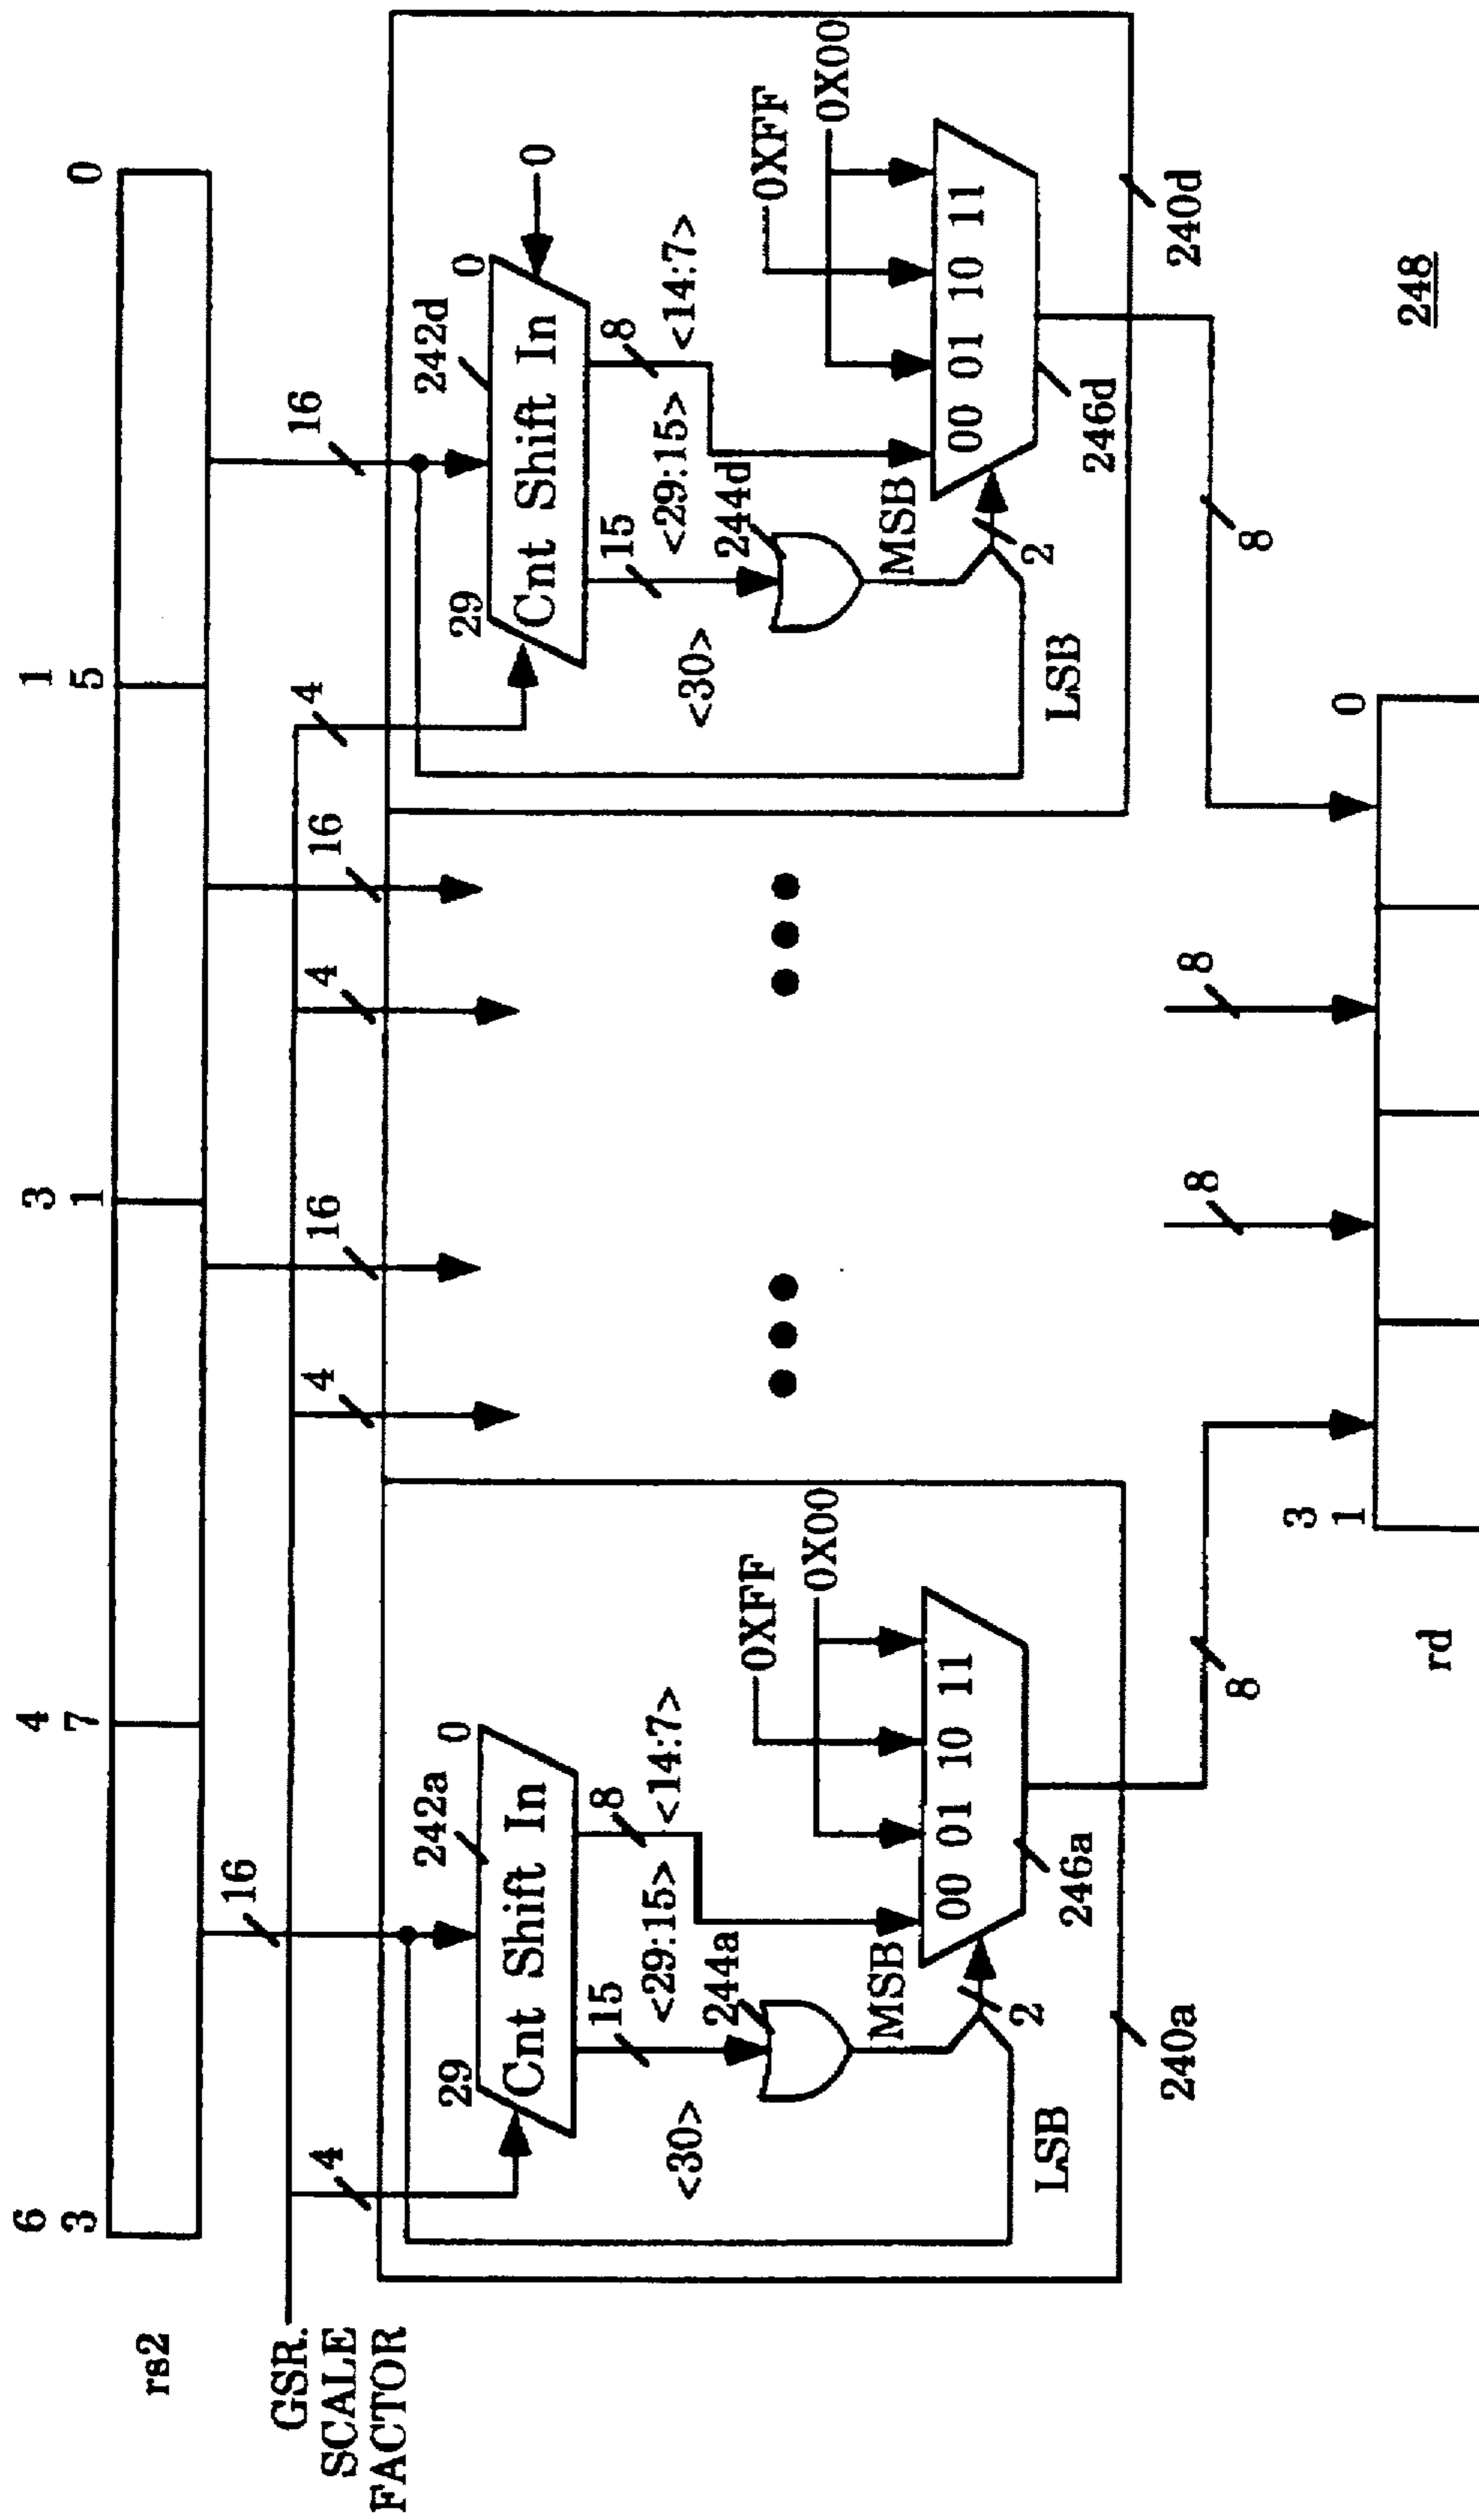 rs2
6
3
4
7
3
1
1
5
0
GSR.
SCALE
FACTOR
4
16
4
16
4
16
4
16
29
242a
0
Cnt Shift In
15
8
<29:15>
<14:7>
<30>
244a
0XFF
0X00
MSB
00 01 10 11
LSB
2
246a
240a
8
29
242d
0
Cnt Shift In
0
15
8
<29:15>
<14:7>
<30>
244d
0XFF
0X00
MSB
00 01 10 11
LSB
2
246d
240d
8
8
8
3
1
0
rd
248